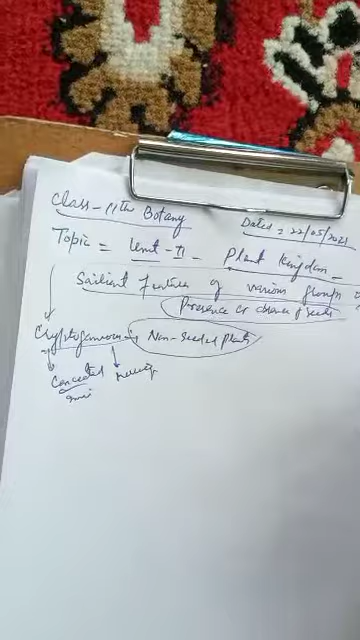 Class - 11th Botany
Dated = 22/05/2021
Topic = Unit - II - Plant Kingdom -
Sailient features of various groups
Presence or absence of seeds
Cryptogamous - Non-Seeded Plants
Concealed